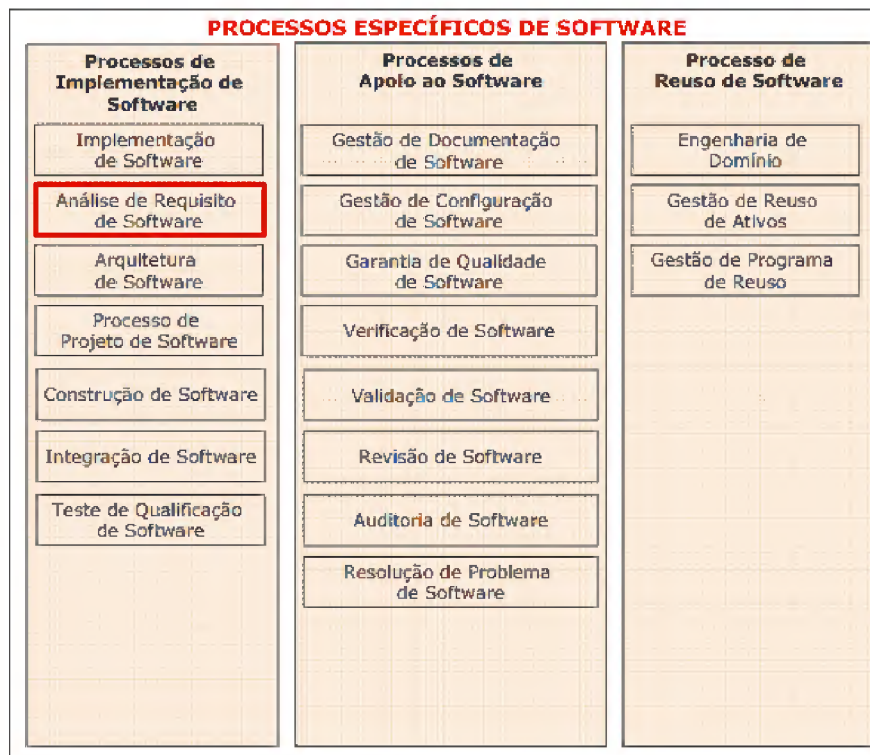 PROCESSOS ESPECÍFICOS DE SOFTWARE
Processos de
Implementação de
Software
Implementação
de Software
Análise de Requisito
de Software
Arquitetura
de Software
Processo de
Projeto de Software
Construção de Software
Integração de Software
Teste de Qualificação
de Software
Processos de
Apoio ao Software
Gestão de Documentação
de Software
Gestão de Configuração
de Software
Garantia de Qualidade
de Software
Verificação de Software
Validação de Software
Revisão de Software
Auditoria de Software
Resolução de Problema
de Software
Processo de
Reuso de Software
Engenharia de
Domínio
Gestão de Reuso
de Ativos
Gestão de Programa
de Reuso